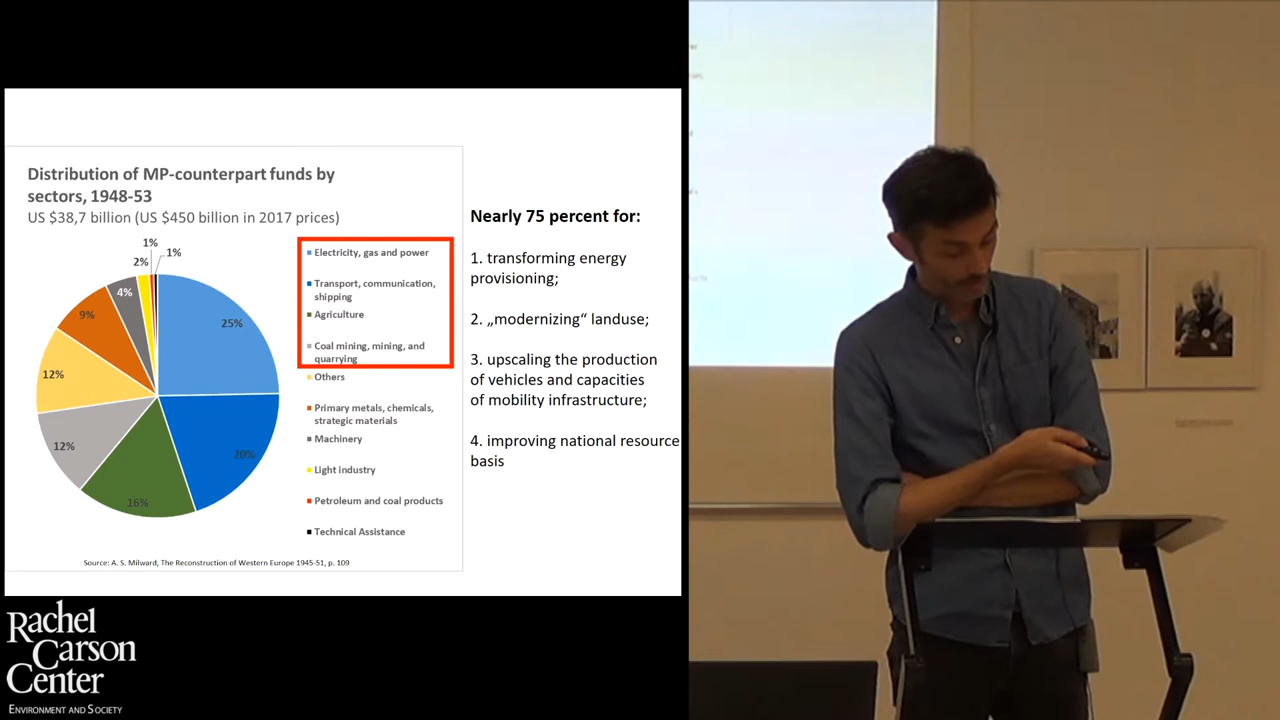 Distribution of MP-counterpart funds by
sectors, 1948-53
US $38,7 billion (US $450 billion in 2017 prices)
1%
1%
2%
4%
9%
12%
12%
16%
20%
25%
Electricity, gas and power
Transport, communication,
shipping
Agriculture
Coal mining, mining, and
quarrying
Others
Primary metals, chemicals,
strategic materials
Machinery
Light industry
Petroleum and coal products
Technical Assistance
Source: A. S. Milward, The Reconstruction of Western Europe 1945-51, p. 109
Nearly 75 percent for:
1. transforming energy
provisioning;
2. „modernizing“ landuse;
3. upscaling the production
of vehicles and capacities
of mobility infrastructure;
4. improving national resource
basis
Rachel
Carson
Center
ENVIRONMENT AND SOCIETY